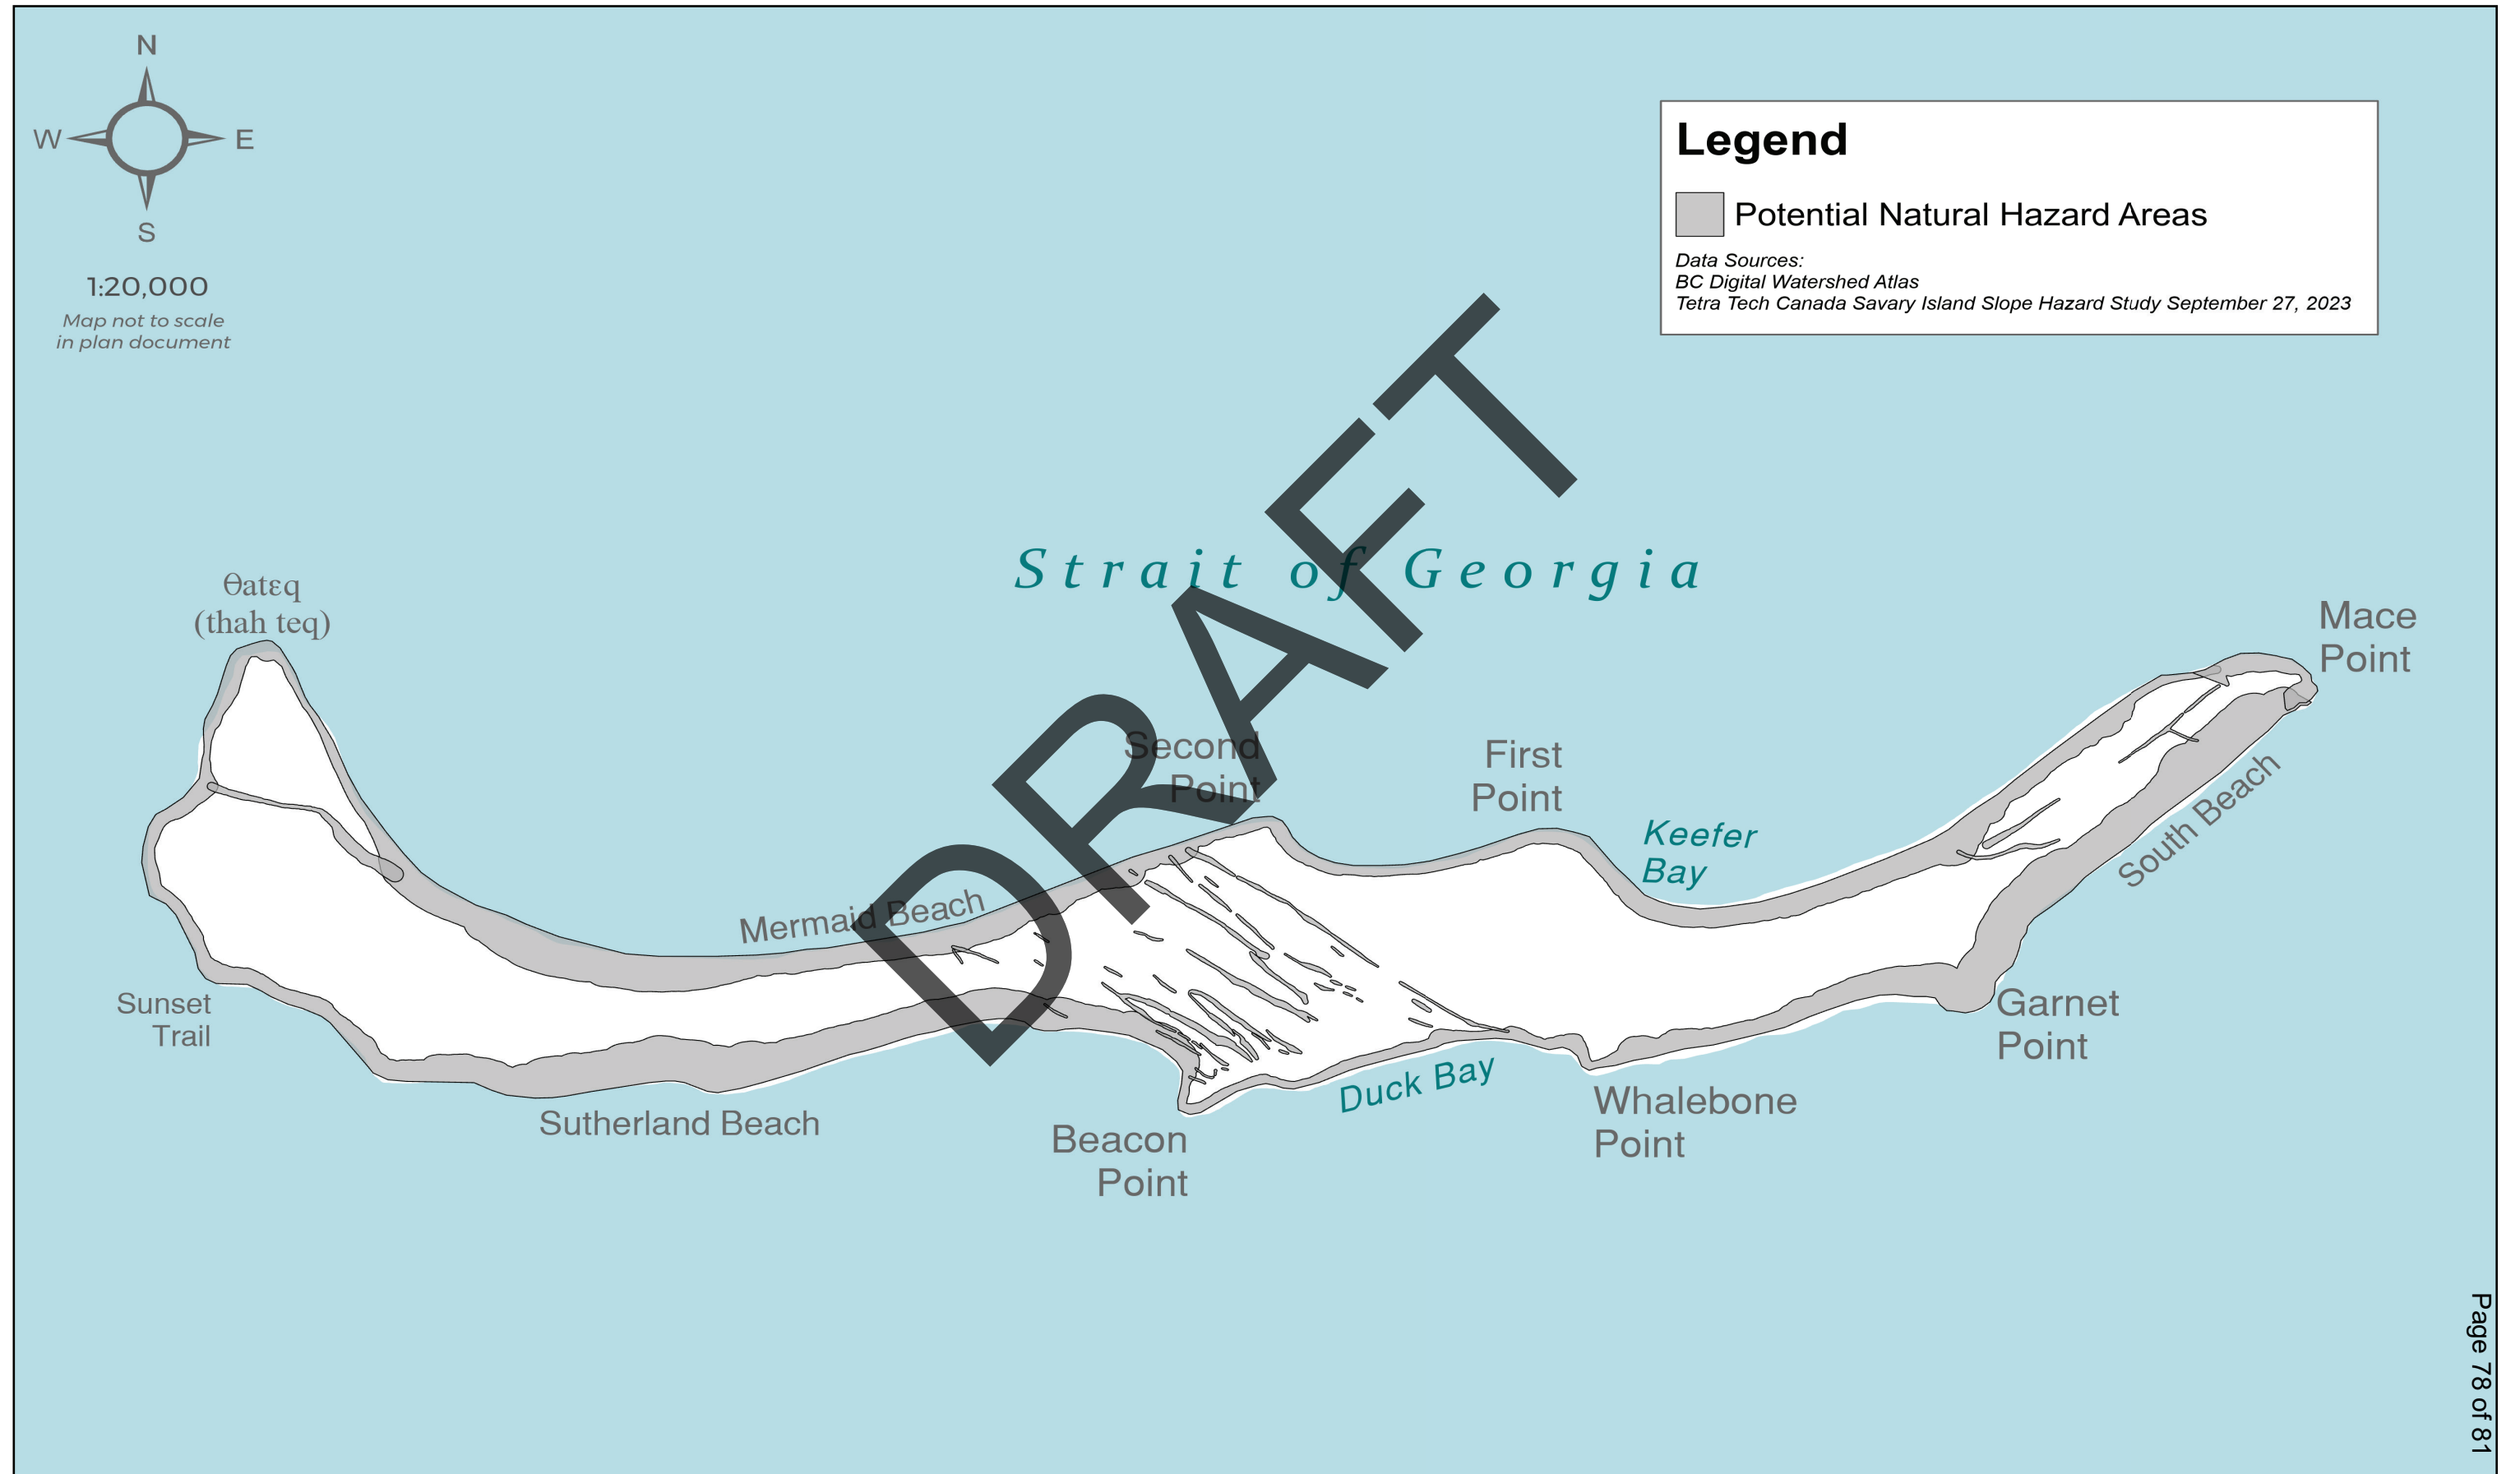 N
W
E
S
1:20,000
Map not to scale
in plan document
Legend
Potential Natural Hazard Areas
Data Sources:
BC Digital Watershed Atlas
Tetra Tech Canada Savary Island Slope Hazard Study September 27, 2023
Strait of Georgia
DRAFT
θatɛq
(thah teq)
Mace
Point
Second
Point
First
Point
Keefer
Bay
South Beach
Mermaid Beach
Sunset
Trail
Garnet
Point
Duck Bay
Whalebone
Point
Sutherland Beach
Beacon
Point
Page 78 of 81